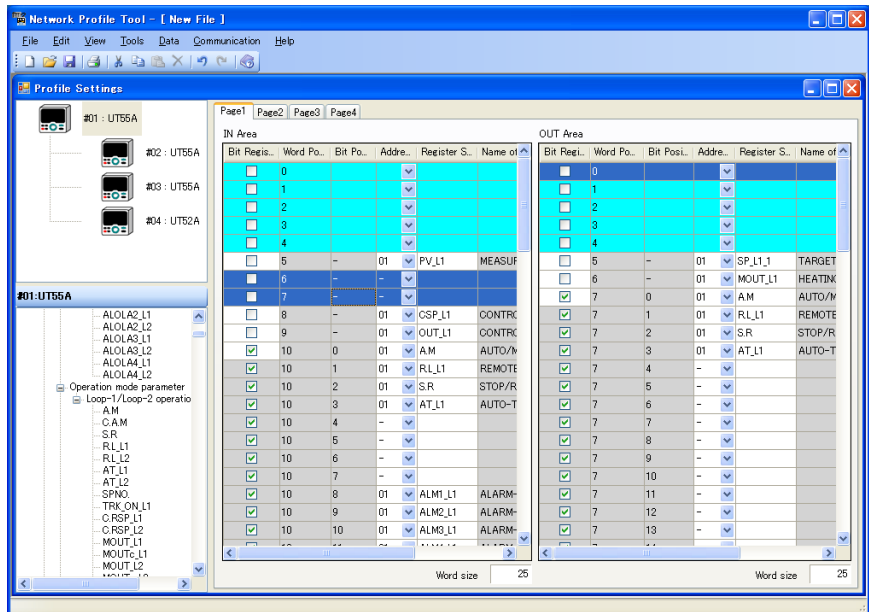 Network Profile Tool - [ New File ]
File Edit View Tools Data Communication Help
Profile Settings
#01 : UT55A
#02 : UT55A
#03 : UT55A
#04 : UT52A
#01:UT55A
ALOLA2_L1
ALOLA2_L2
ALOLA3_L1
ALOLA3_L2
ALOLA4_L1
ALOLA4_L2
Operation mode parameter
Loop-1/Loop-2 operatio
A.M
C.A.M
S.R
R.L_L1
R.L_L2
AT_L1
AT_L2
SPNO.
TRK_ON_L1
C.RSP_L1
C.RSP_L2
MOUT_L1
MOUTc_L1
MOUT_L2
Page1 Page2 Page3 Page4
IN Area
Bit Regis... Word Po... Bit Po... Addre... Register S... Name of
0
1
2
3
4
5 - 01 PV_L1 MEASUF
6 - -
7 - -
8 - 01 CSP_L1 CONTRC
9 - 01 OUT_L1 CONTRC
10 0 01 A.M AUTO/M
10 1 01 R.L_L1 REMOTE
10 2 01 S.R STOP/R
10 3 01 AT_L1 AUTO-T
10 4 -
10 5 -
10 6 -
10 7 -
10 8 01 ALM1_L1 ALARM-
10 9 01 ALM2_L1 ALARM-
10 10 01 ALM3_L1 ALARM-
Word size 25
OUT Area
Bit Regi... Word Po... Bit Posi... Addre... Register S... Name of
0
1
2
3
4
5 - 01 SP_L1_1 TARGET
6 - 01 MOUT_L1 HEATING
7 0 01 A.M AUTO/M
7 1 01 R.L_L1 REMOTE
7 2 01 S.R STOP/R
7 3 01 AT_L1 AUTO-T
7 4 -
7 5 -
7 6 -
7 7 -
7 8 -
7 9 -
7 10 -
7 11 -
7 12 -
7 13 -
Word size 25